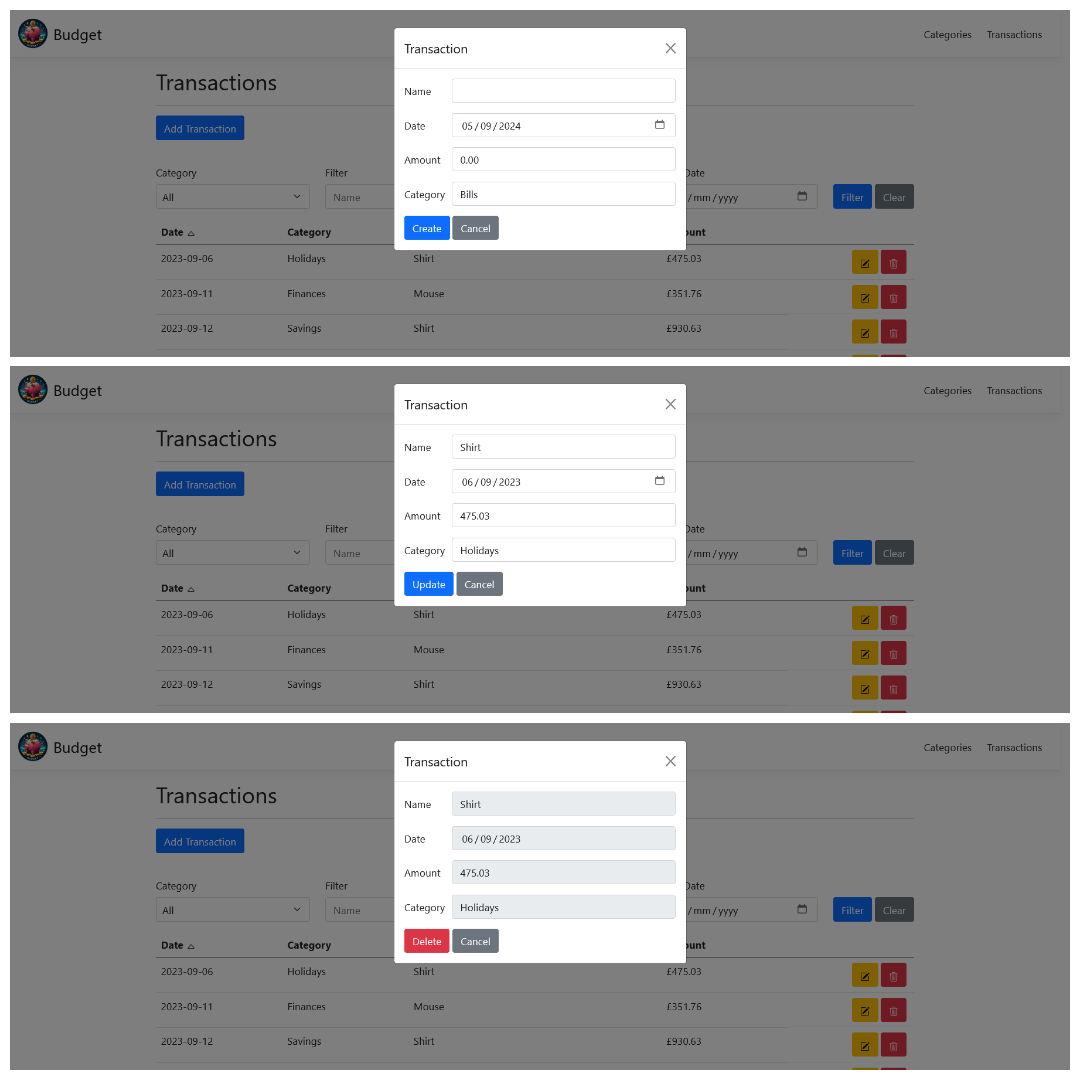 Budget
Categories Transactions
Transaction
Transactions
Name
Date 05 / 09 / 2024
Add Transaction
Amount 0.00
Category Filter Date
Category Bills
All Name / mm / yyyy Filter Clear
Create Cancel
Date Category ount
2023-09-06 Holidays Shirt £475.03
2023-09-11 Finances Mouse £351.76
2023-09-12 Savings Shirt £930.63
Budget
Categories Transactions
Transaction
Transactions
Name Shirt
Date 06 / 09 / 2023
Add Transaction
Amount 475.03
Category Filter Date
Category Holidays
All Name / mm / yyyy Filter Clear
Update Cancel
Date Category ount
2023-09-06 Holidays Shirt £475.03
2023-09-11 Finances Mouse £351.76
2023-09-12 Savings Shirt £930.63
Budget
Categories Transactions
Transaction
Transactions
Name Shirt
Date 06 / 09 / 2023
Add Transaction
Amount 475.03
Category Filter Date
Category Holidays
All Name / mm / yyyy Filter Clear
Delete Cancel
Date Category ount
2023-09-06 Holidays Shirt £475.03
2023-09-11 Finances Mouse £351.76
2023-09-12 Savings Shirt £930.63